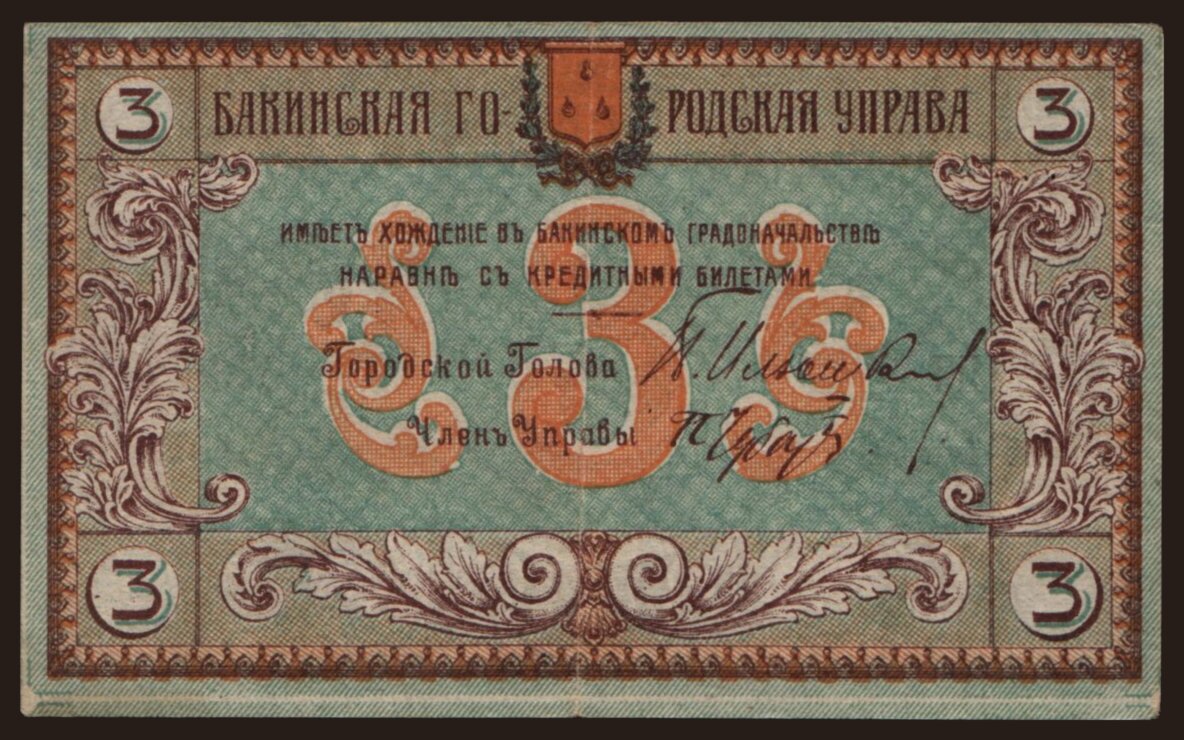 3 БАКИНСКАЯ ГО- РОДСКАЯ УПРАВА 3
ИМѢЕТЪ ХОЖДЕНІЕ ВЪ БАКИНСКОМЪ ГРАДОНАЧАЛЬСТВѢ
НАРАВНѢ СЪ КРЕДИТНЫМИ БИЛЕТАМИ
3
Городской Голова
Членъ Управы
3 3